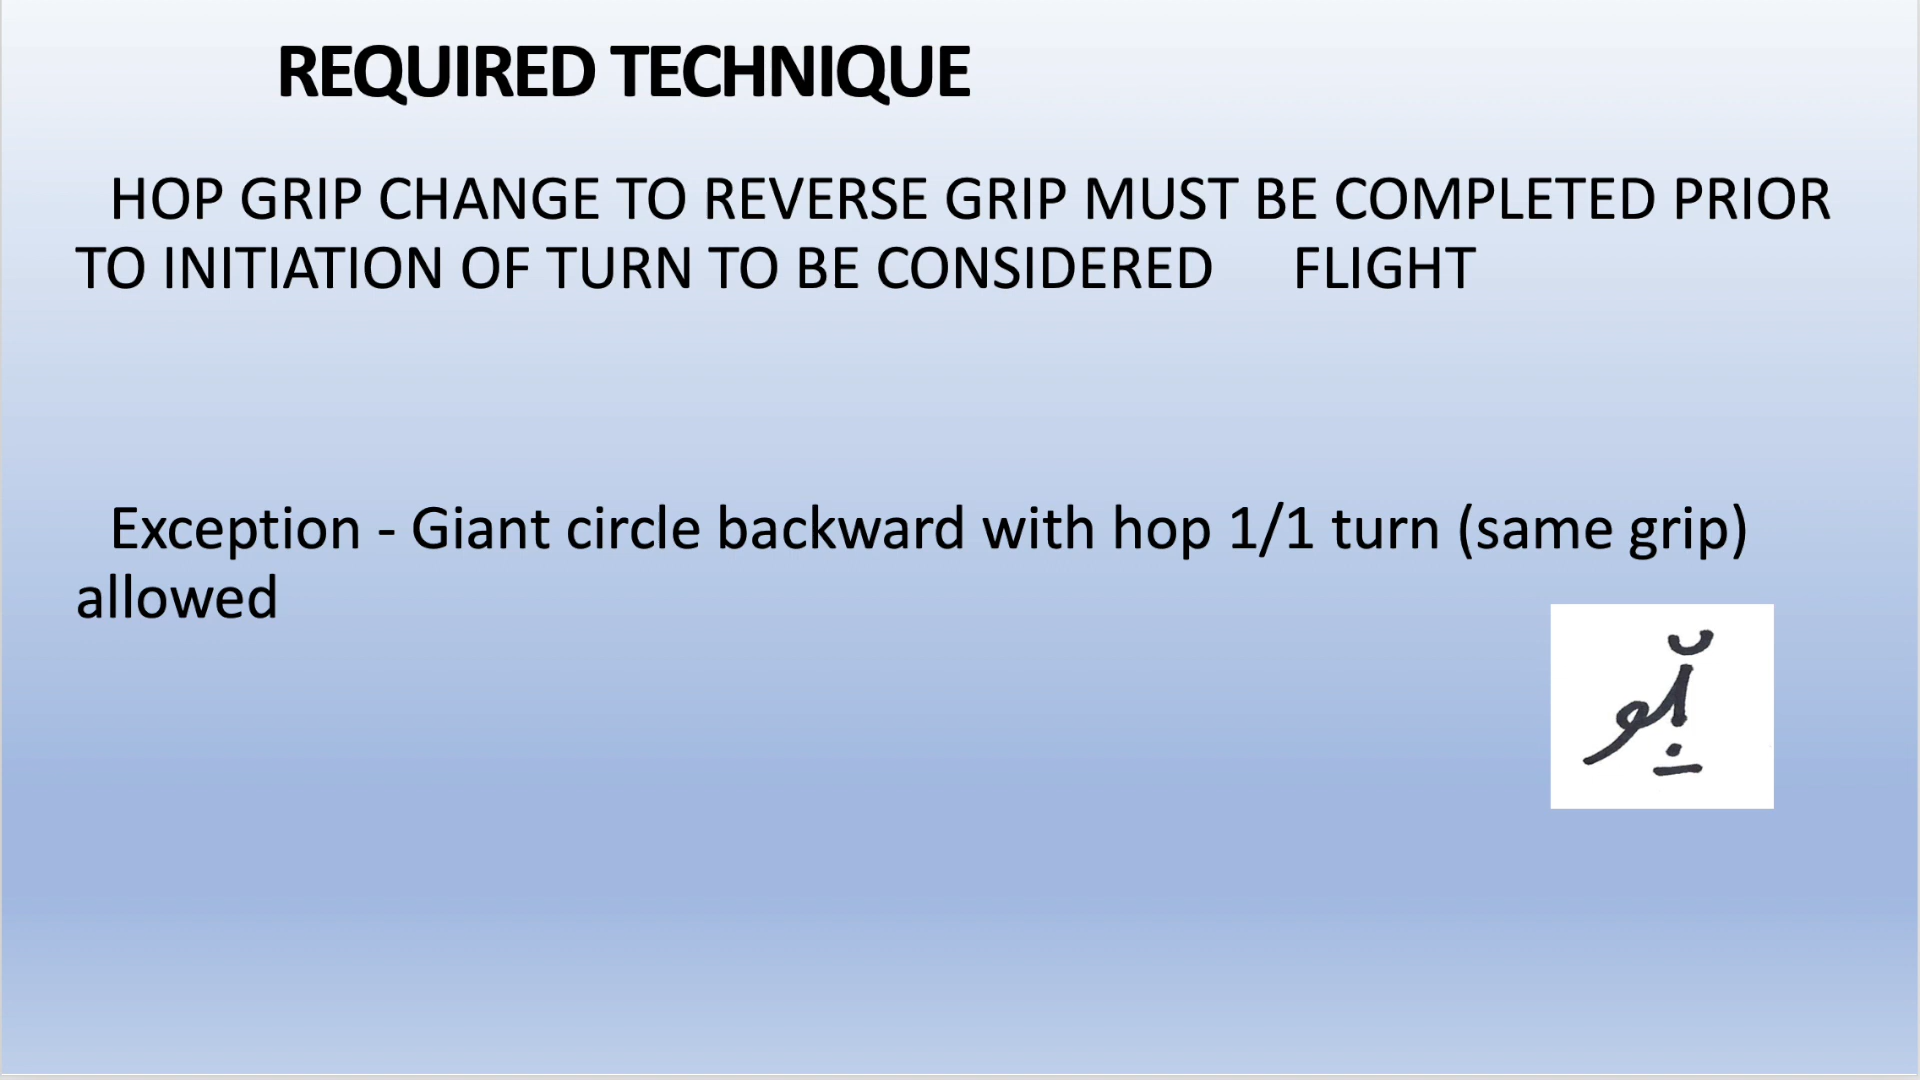 REQUIRED TECHNIQUE
HOP GRIP CHANGE TO REVERSE GRIP MUST BE COMPLETED PRIOR
TO INITIATION OF TURN TO BE CONSIDERED FLIGHT
Exception - Giant circle backward with hop 1/1 turn (same grip)
allowed